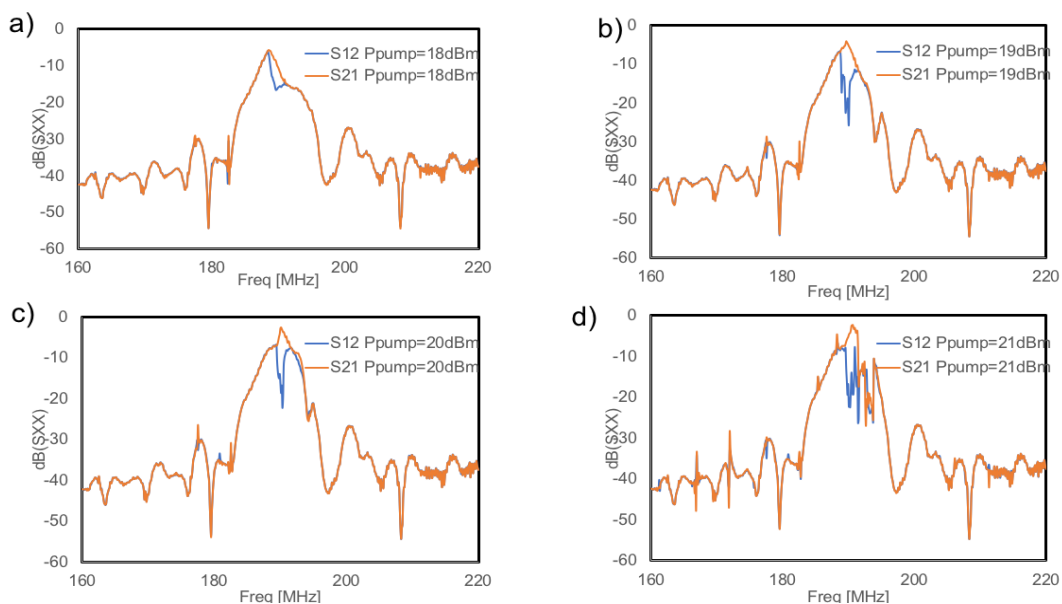 a)
0
-10
-20
-30
-40
-50
-60
dB($XX)
S12 Ppump=18dBm
S21 Ppump=18dBm
160
180
200
220
Freq [MHz]
b)
0
-10
-20
-30
-40
-50
-60
dB($XX)
S12 Ppump=19dBm
S21 Ppump=19dBm
160
180
200
220
Freq [MHz]
c)
0
-10
-20
-30
-40
-50
-60
dB($XX)
S12 Ppump=20dBm
S21 Ppump=20dBm
160
180
200
220
Freq [MHz]
d)
0
-10
-20
-30
-40
-50
-60
dB($XX)
S12 Ppump=21dBm
S21 Ppump=21dBm
160
180
200
220
Freq [MHz]